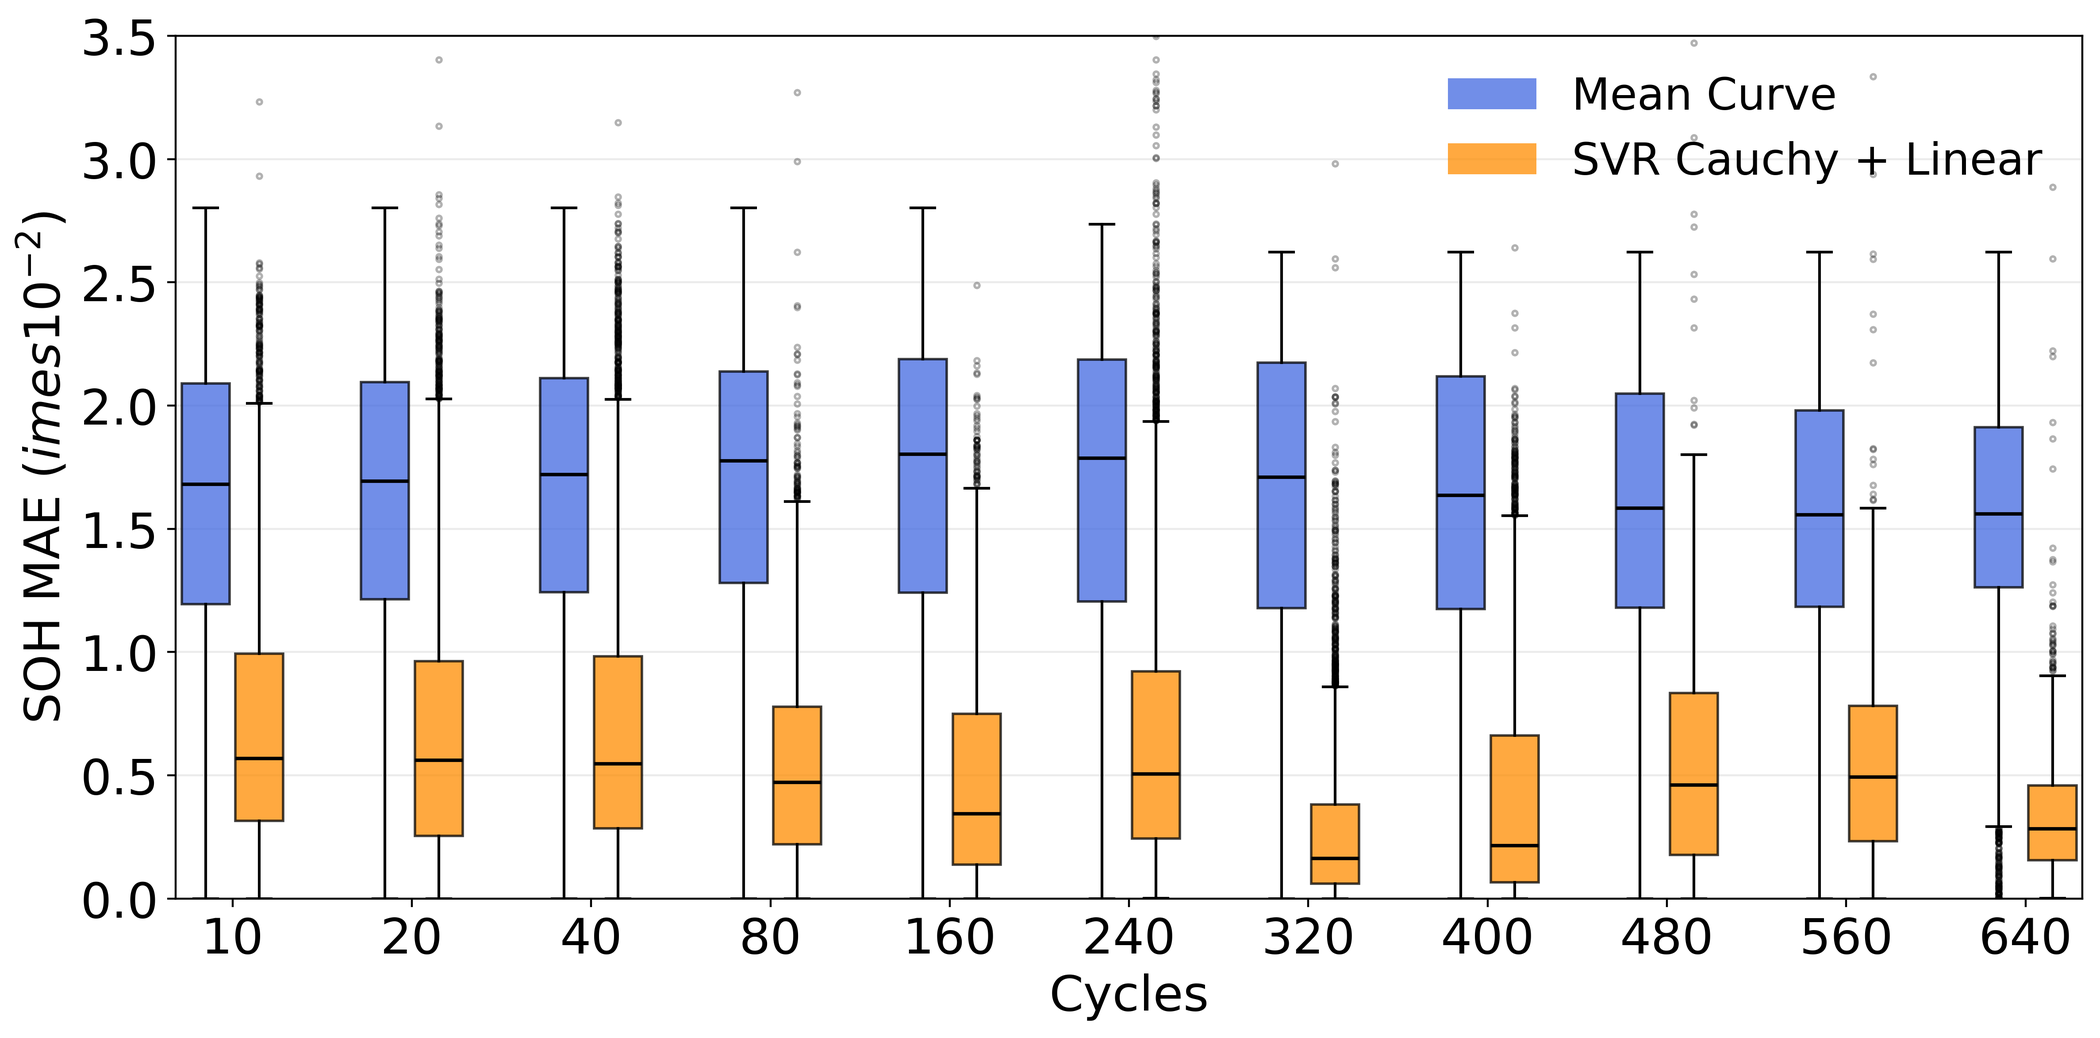 3.5
3.0
2.5
2.0
1.5
1.0
0.5
0.0
SOH MAE (imes10⁻²)
Mean Curve
SVR Cauchy + Linear
10 20 40 80 160 240 320 400 480 560 640
Cycles